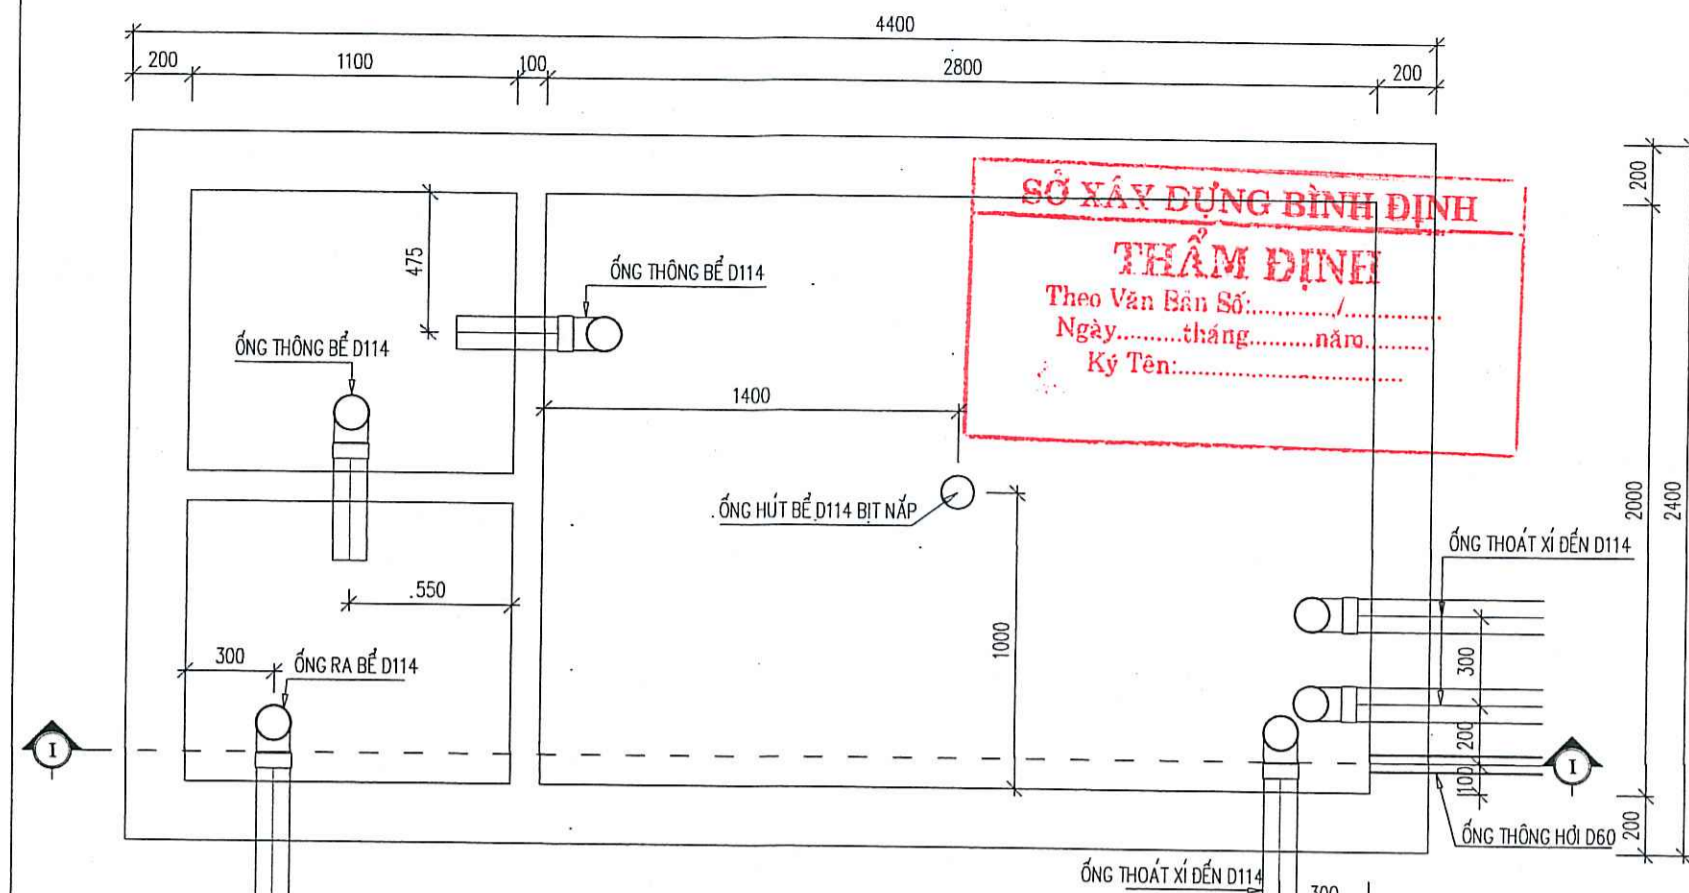 4400
200
1100
100
2800
200
SỞ XÂY DỰNG BÌNH ĐỊNH
THẨM ĐỊNH
Theo Văn Bản Số:............/............
Ngày..........tháng..........năm..........
Ký Tên:............................
200
475
ỐNG THÔNG BỂ D114
ỐNG THÔNG BỂ D114
1400
ỐNG HÚT BỂ D114 BỊT NẮP
2000
2400
ỐNG THOÁT XÍ ĐẾN D114
550
1000
300
300
ỐNG RA BỂ D114
200
100
I
I
200
ỐNG THÔNG HƠI D60
ỐNG THOÁT XÍ ĐẾN D114
300